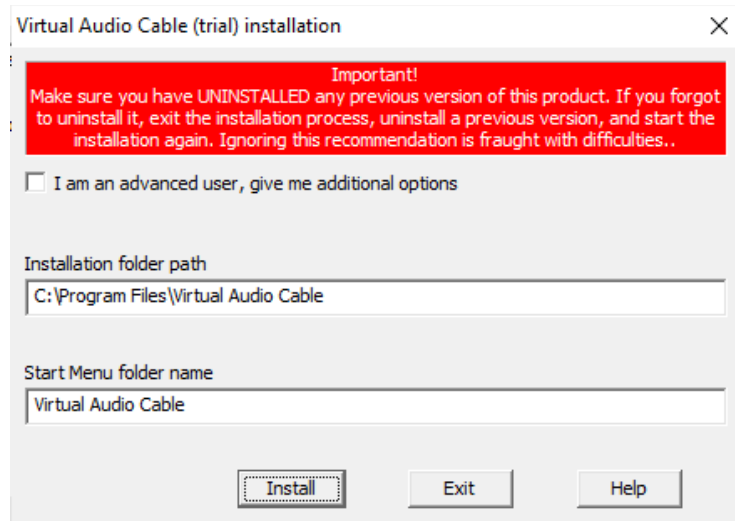 Virtual Audio Cable (trial) installation
Important!
Make sure you have UNINSTALLED any previous version of this product. If you forgot
to uninstall it, exit the installation process, uninstall a previous version, and start the
installation again. Ignoring this recommendation is fraught with difficulties..
I am an advanced user, give me additional options
Installation folder path
C:\Program Files\Virtual Audio Cable
Start Menu folder name
Virtual Audio Cable
Install Exit Help